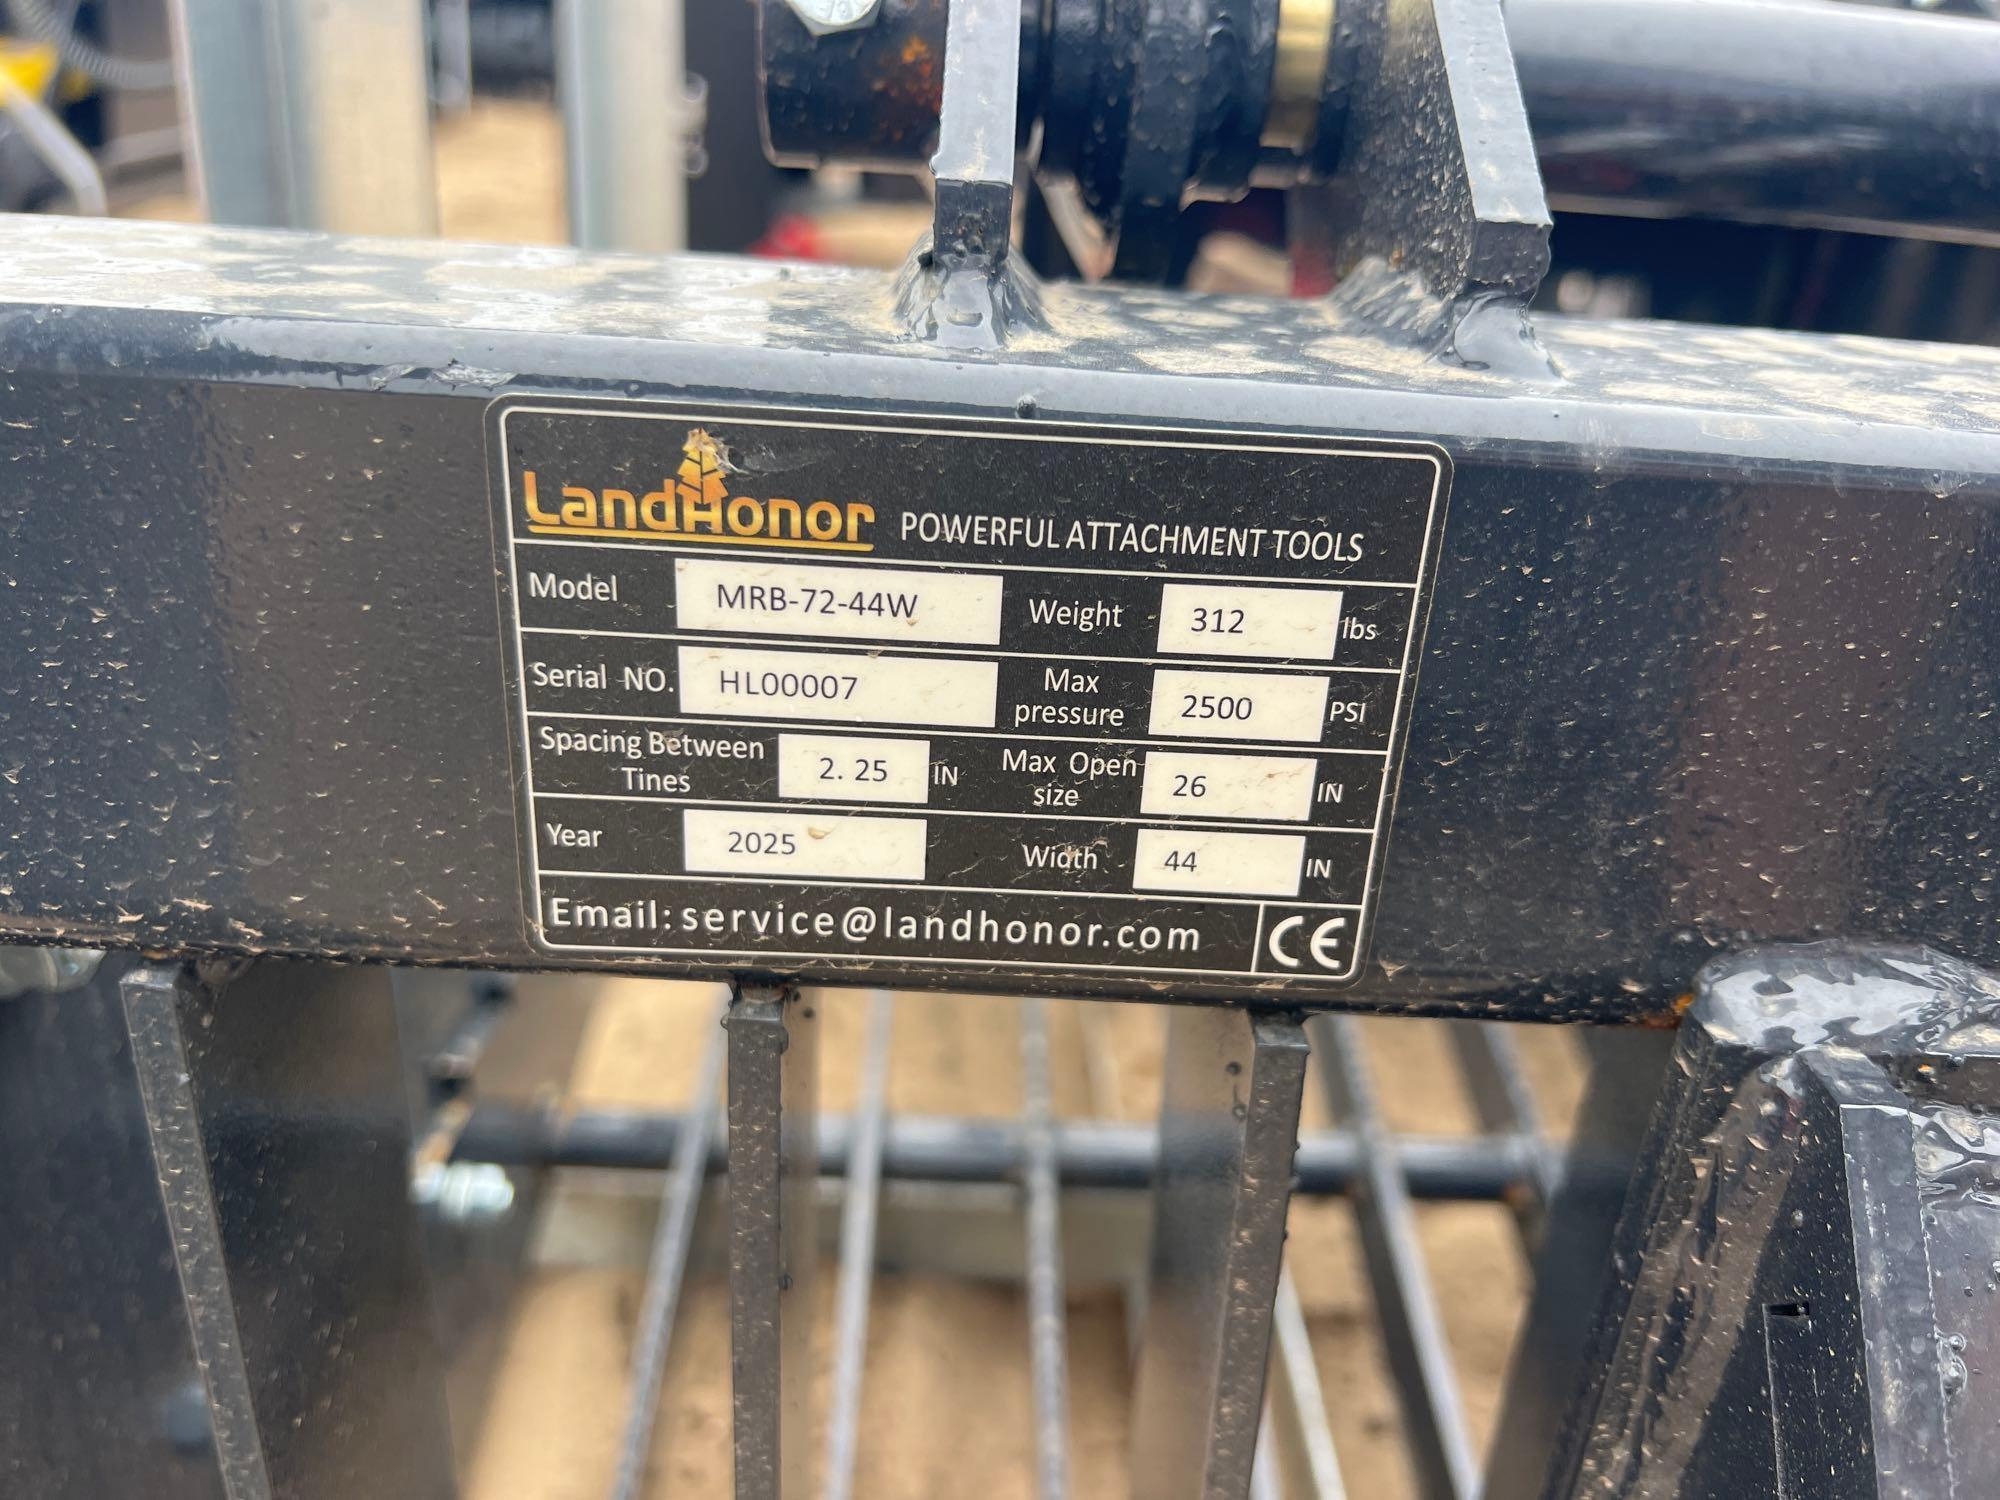 LandHonor POWERFUL ATTACHMENT TOOLS
Model MRB-72-44W Weight 312 lbs
Serial NO. HL00007 Max pressure 2500 PSI
Spacing Between Tines 2. 25 IN Max Open size 26 IN
Year 2025 Width 44 IN
Email: service@landhonor.com CE